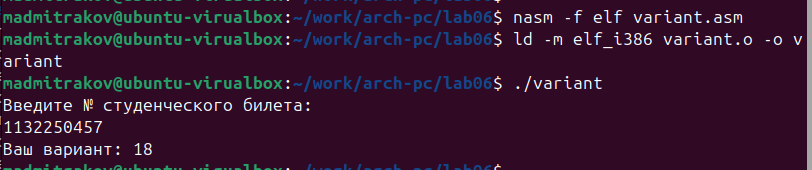 madmitrakov@ubuntu-virualbox:~/work/arch-pc/lab06$ nasm -f elf variant.asm
madmitrakov@ubuntu-virualbox:~/work/arch-pc/lab06$ ld -m elf_i386 variant.o -o v
ariant
madmitrakov@ubuntu-virualbox:~/work/arch-pc/lab06$ ./variant
Введите № студенческого билета:
1132250457
Ваш вариант: 18
madmitrakov@ubuntu-virualbox:~/work/arch-pc/lab06$